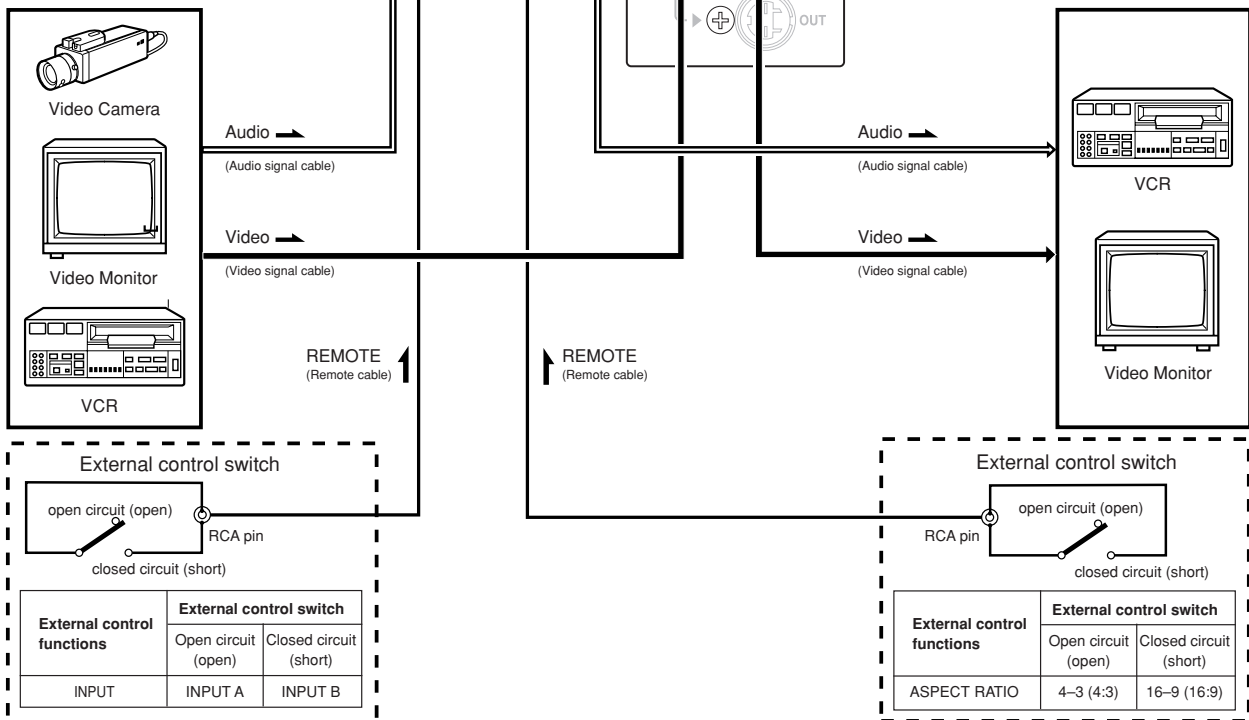 OUT
Video Camera
Audio
(Audio signal cable)
Video
(Video signal cable)
Video Monitor
VCR
REMOTE
(Remote cable)
REMOTE
(Remote cable)
Audio
(Audio signal cable)
Video
(Video signal cable)
VCR
Video Monitor
External control switch
open circuit (open)
RCA pin
closed circuit (short)
External control functions
External control switch
Open circuit (open)
Closed circuit (short)
INPUT
INPUT A
INPUT B
External control switch
open circuit (open)
RCA pin
closed circuit (short)
External control functions
External control switch
Open circuit (open)
Closed circuit (short)
ASPECT RATIO
4–3 (4:3)
16–9 (16:9)